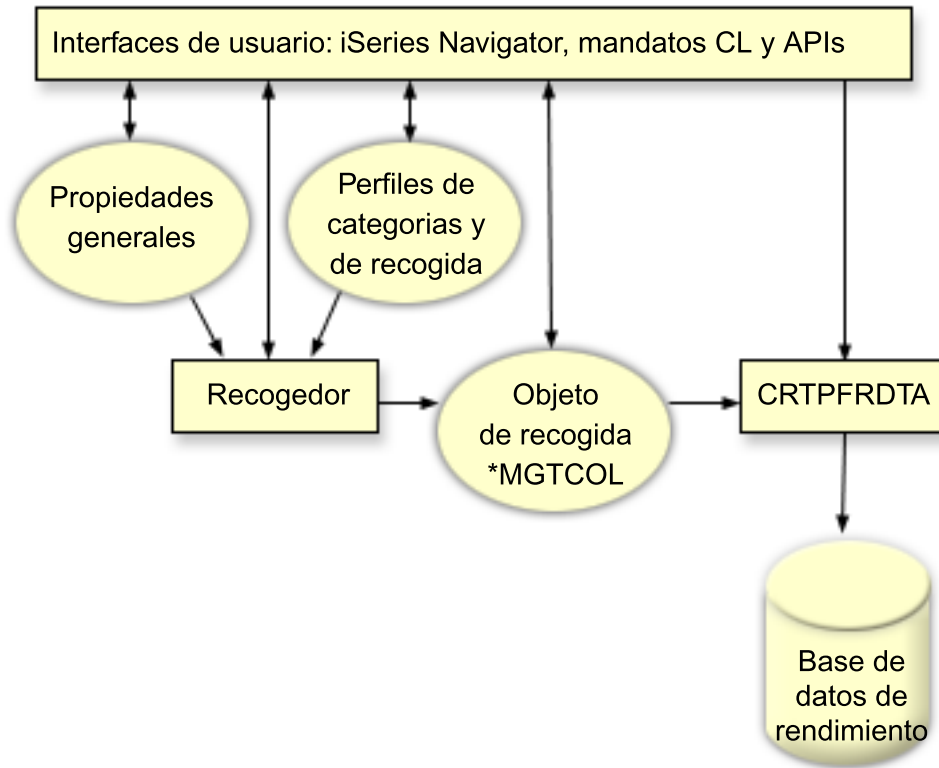 Interfaces de usuario: iSeries Navigator, mandatos CL y APIs
Propiedades
generales
Perfiles de
categorias y
de recogida
Recogedor
Objeto
de recogida
*MGTCOL
CRTPFRDTA
Base de
datos de
rendimiento